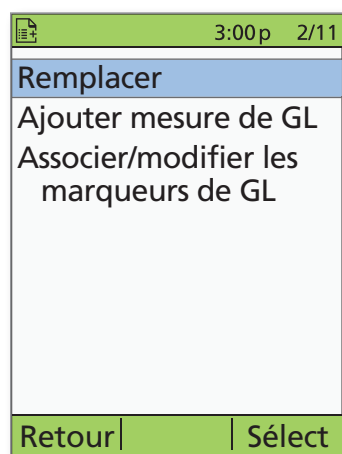 3:00p 2/11
Remplacer
Ajouter mesure de GL
Associer/modifier les
marqueurs de GL
Retour Sélect